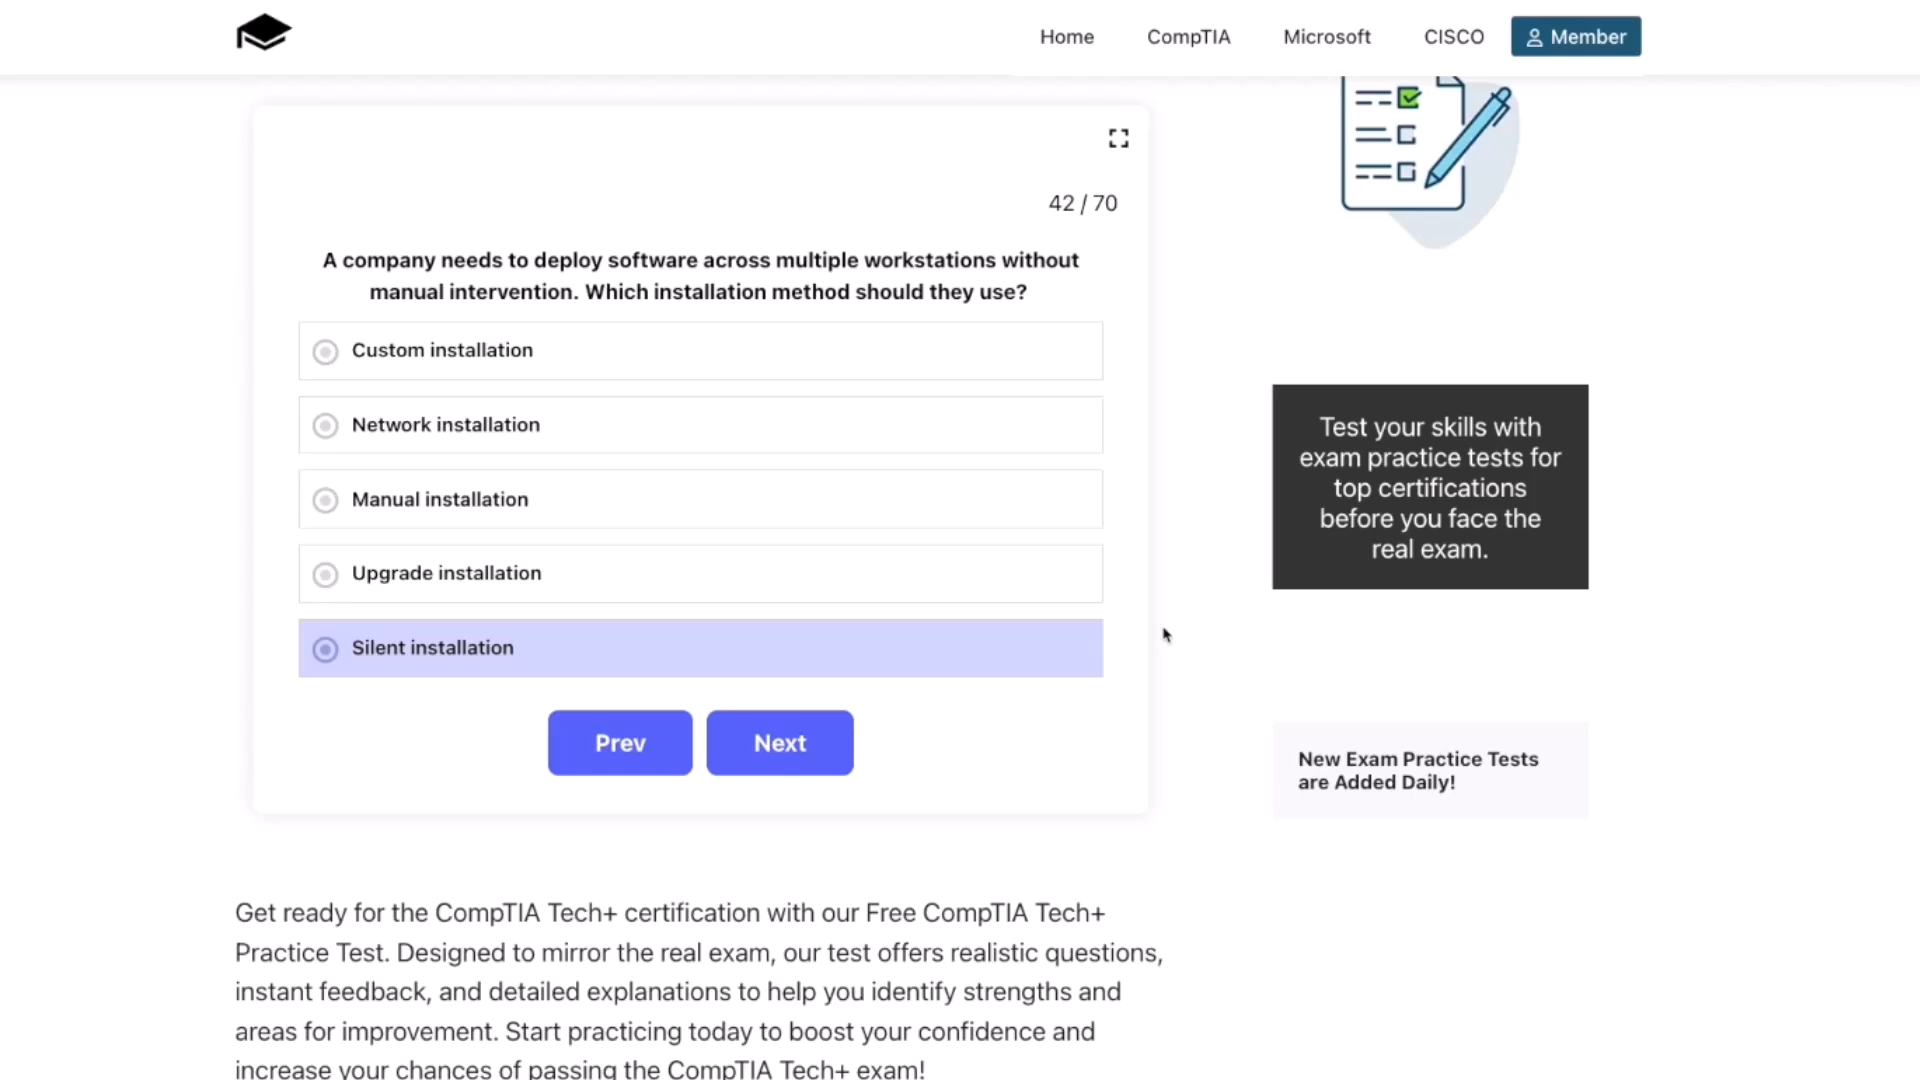 Home
CompTIA
Microsoft
CISCO
Member
42 / 70
A company needs to deploy software across multiple workstations without
manual intervention. Which installation method should they use?
Custom installation
Network installation
Manual installation
Upgrade installation
Silent installation
Prev
Next
Test your skills with
exam practice tests for
top certifications
before you face the
real exam.
New Exam Practice Tests
are Added Daily!
Get ready for the CompTIA Tech+ certification with our Free CompTIA Tech+
Practice Test. Designed to mirror the real exam, our test offers realistic questions,
instant feedback, and detailed explanations to help you identify strengths and
areas for improvement. Start practicing today to boost your confidence and
increase your chances of passing the CompTIA Tech+ exam!